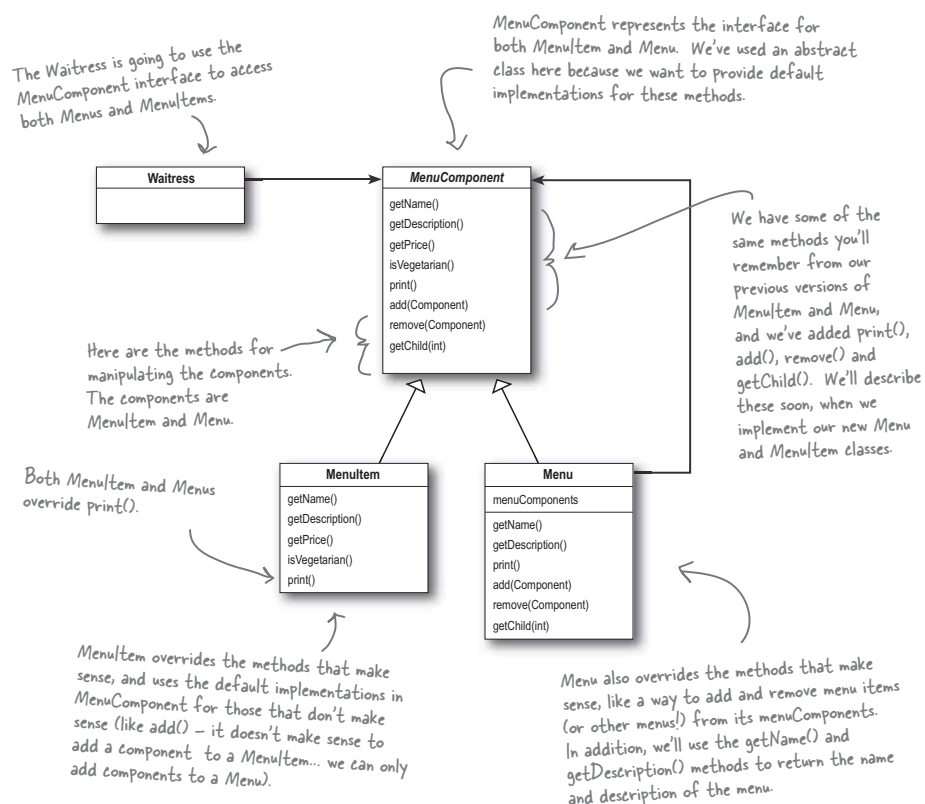 MenuComponent represents the interface for
both MenuItem and Menu. We've used an abstract
class here because we want to provide default
implementations for these methods.
The Waitress is going to use the
MenuComponent interface to access
both Menus and MenuItems.
Waitress
MenuComponent
getName()
getDescription()
getPrice()
isVegetarian()
print()
add(Component)
remove(Component)
getChild(int)
We have some of the
same methods you'll
remember from our
previous versions of
MenuItem and Menu,
and we've added print(),
add(), remove() and
getChild(). We'll describe
these soon, when we
implement our new Menu
and MenuItem classes.
Here are the methods for
manipulating the components.
The components are
MenuItem and Menu.
Both MenuItem and Menus
override print().
MenuItem
getName()
getDescription()
getPrice()
isVegetarian()
print()
Menu
menuComponents
getName()
getDescription()
print()
add(Component)
remove(Component)
getChild(int)
MenuItem overrides the methods that make
sense, and uses the default implementations in
MenuComponent for those that don't make
sense (like add() – it doesn't make sense to
add a component to a MenuItem... we can only
add components to a Menu).
Menu also overrides the methods that make
sense, like a way to add and remove menu items
(or other menus!) from its menuComponents.
In addition, we'll use the getName() and
getDescription() methods to return the name
and description of the menu.